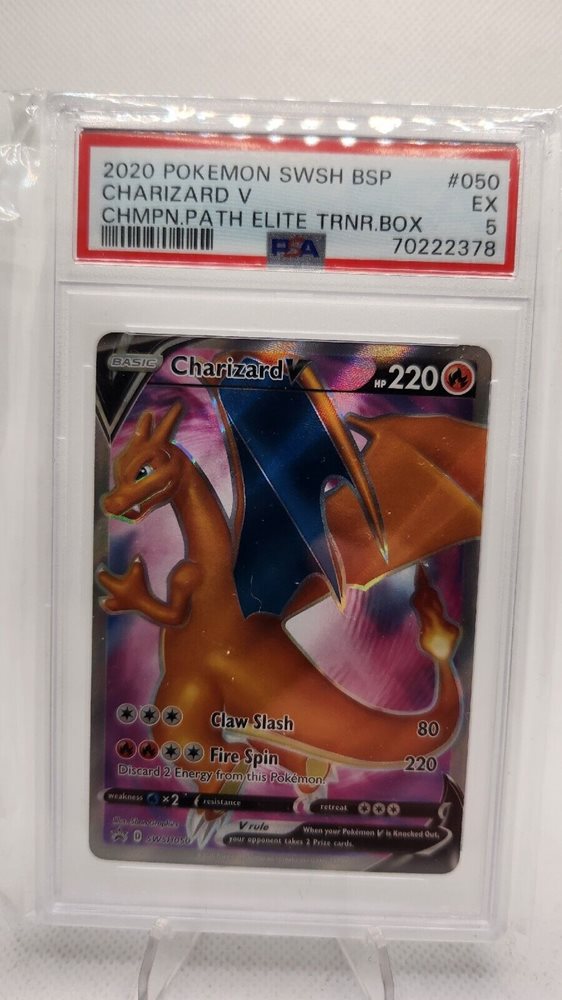 2020 POKEMON SWSH BSP #050
CHARIZARD V EX
CHMPN.PATH ELITE TRNR.BOX 5
PSA 70222378
BASIC Charizard V HP 220
Claw Slash 80
Fire Spin 220
Discard 2 Energy from this Pokémon.
weakness ×2 resistance retreat
V rule When your Pokémon V is Knocked Out,
your opponent takes 2 Prize cards.
D SWSH050